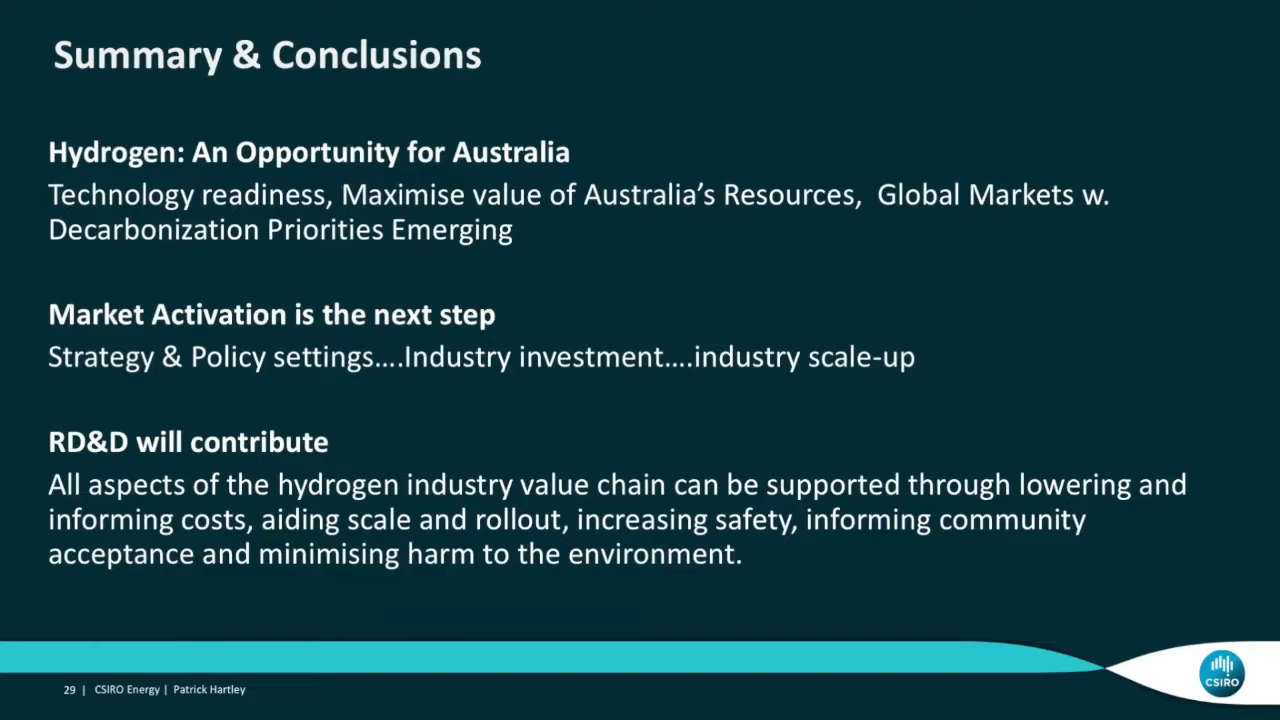 Summary & Conclusions
Hydrogen: An Opportunity for Australia
Technology readiness, Maximise value of Australia’s Resources,  Global Markets w.
Decarbonization Priorities Emerging
Market Activation is the next step
Strategy & Policy settings....Industry investment....industry scale-up
RD&D will contribute
All aspects of the hydrogen industry value chain can be supported through lowering and
informing costs, aiding scale and rollout, increasing safety, informing community
acceptance and minimising harm to the environment.
29 | CSIRO Energy | Patrick Hartley
CSIRO